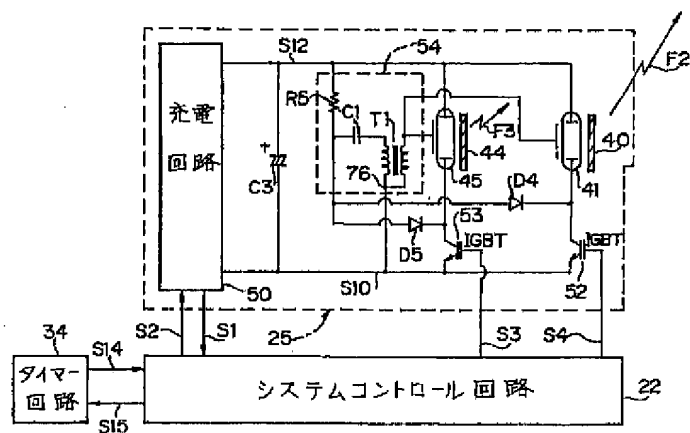 S12
54
F2
充電
回路
R5
C1
T1
F3
44
40
C3
76
45
D4
41
53
D5
IGBT
IGBT
S10
52
50
34
S14
S2
S1
25
S3
S4
タイマー
回路
S15
システムコントロール回路
22